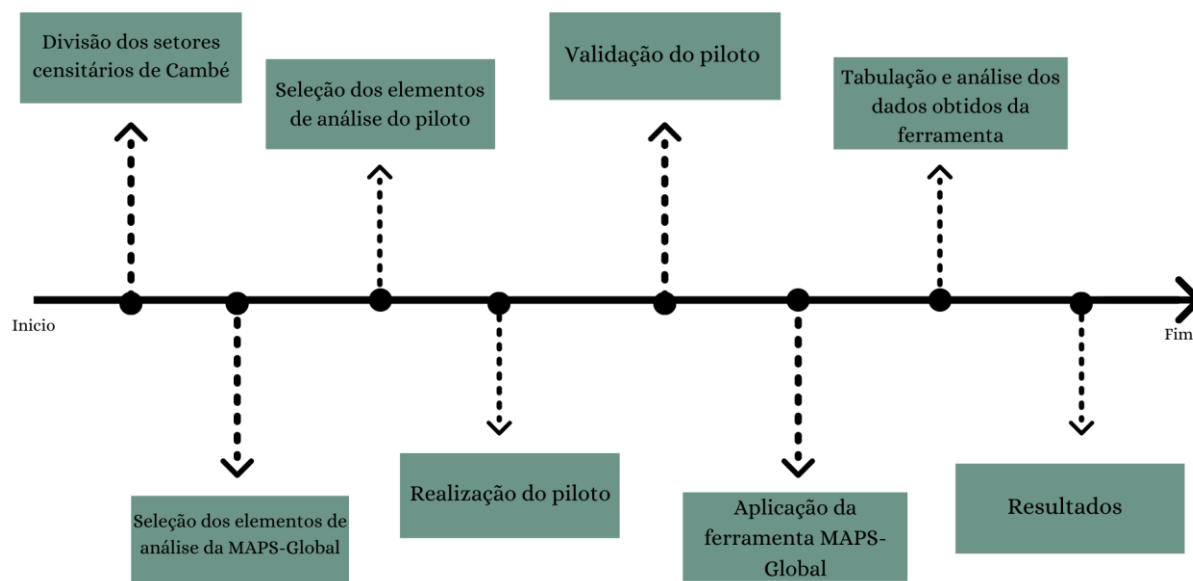 Divisão dos setores
censitários de Cambé
Seleção dos elementos
de análise do piloto
Validação do piloto
Tabulação e análise dos
dados obtidos da
ferramenta
Inicio
Fim
Seleção dos elementos de
análise da MAPS-Global
Realização do piloto
Aplicação da
ferramenta MAPS-
Global
Resultados